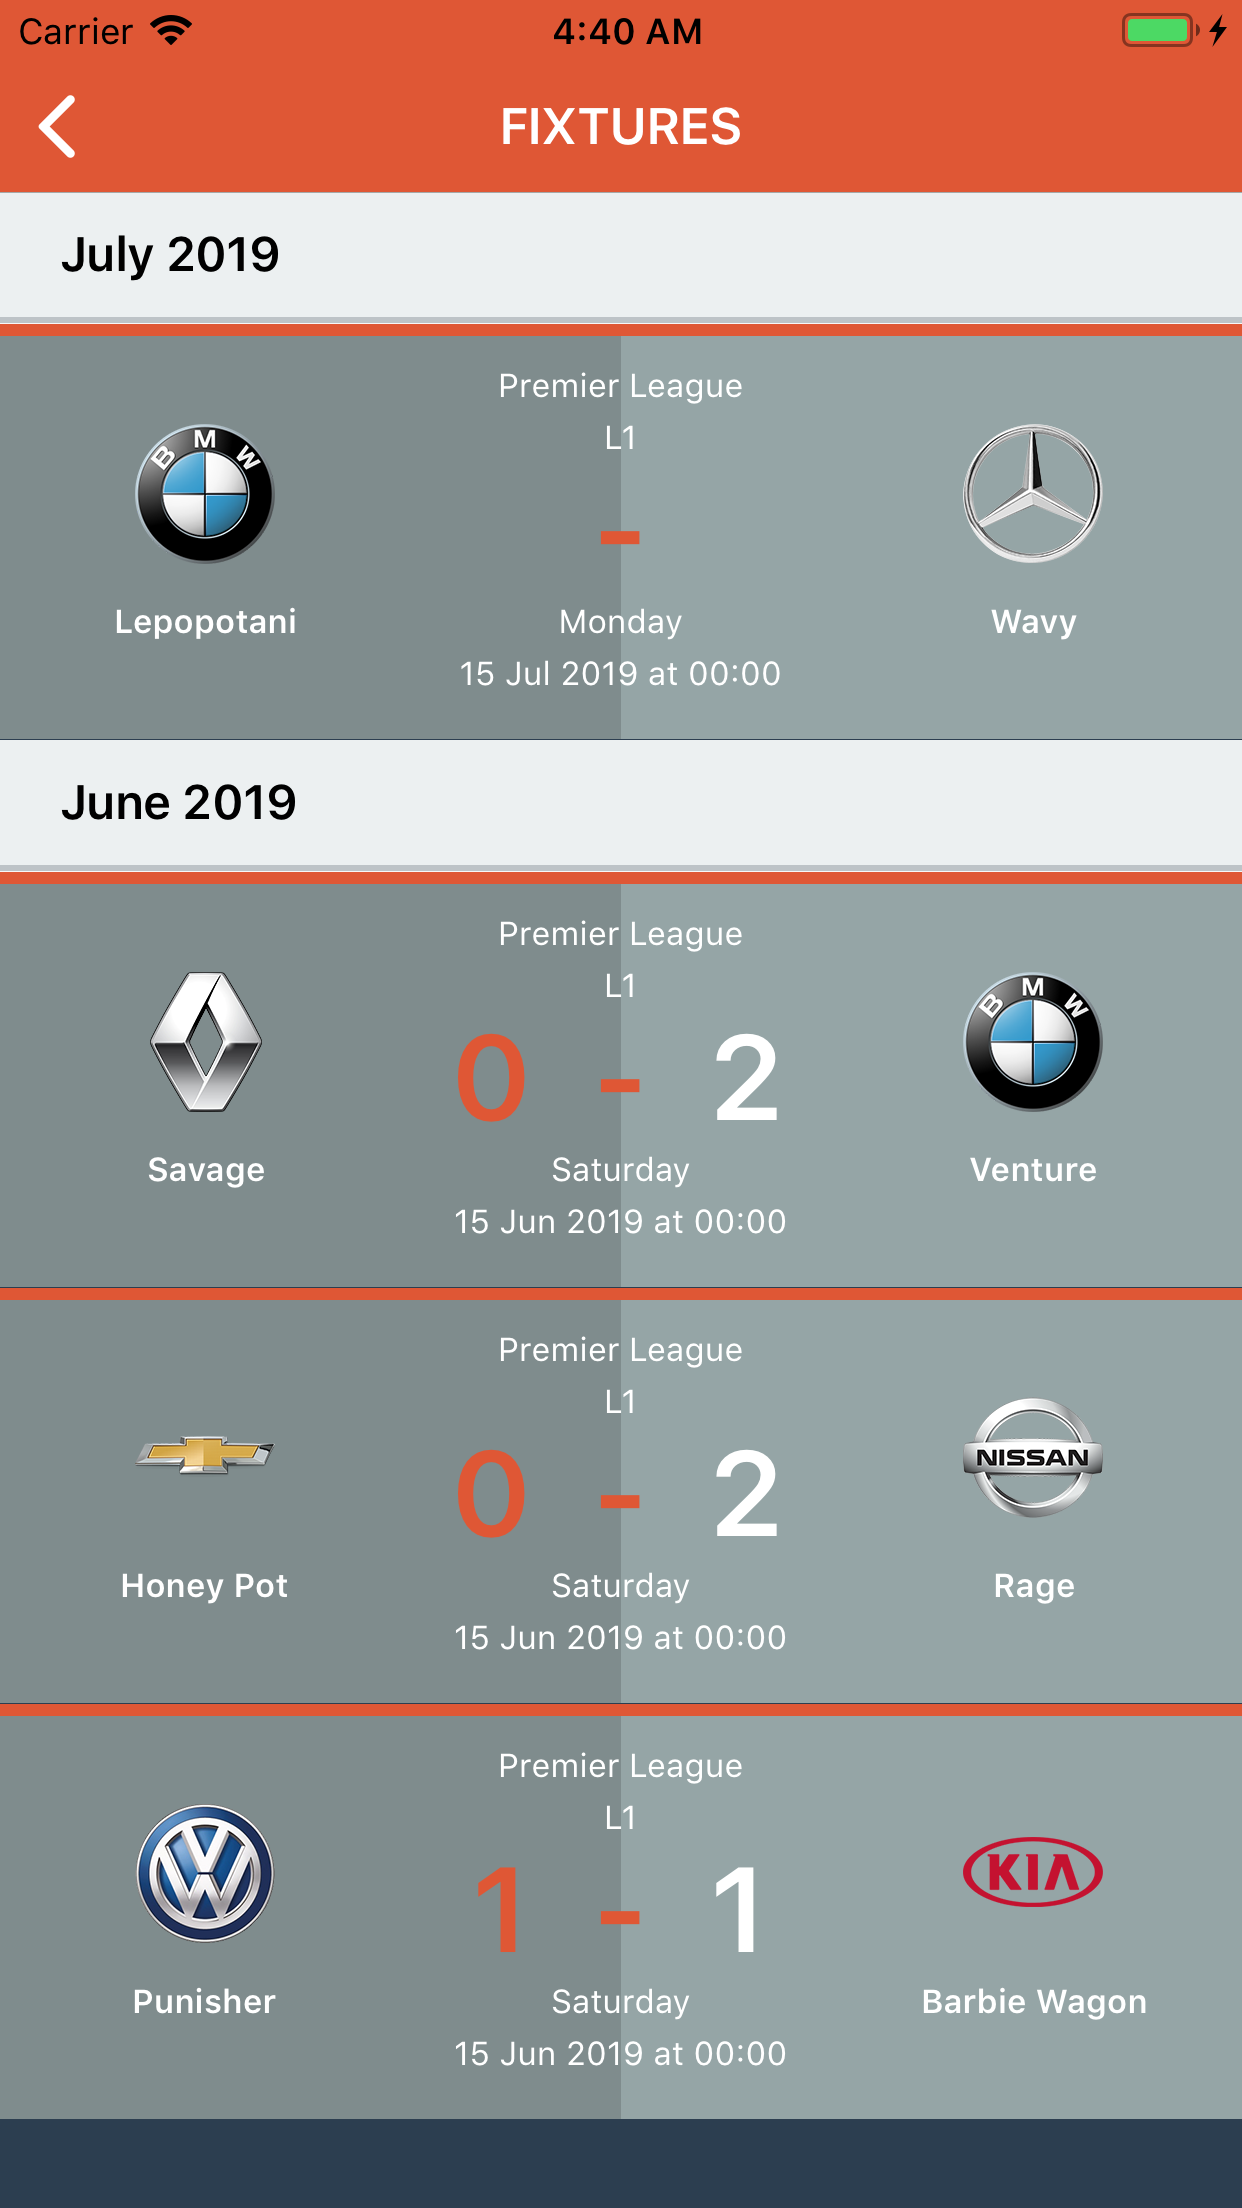 Carrier 4:40 AM
FIXTURES
July 2019
Premier League
L1
BMW
-
Lepopotani Monday Wavy
15 Jul 2019 at 00:00
June 2019
Premier League
L1
BMW
0 - 2
Savage Saturday Venture
15 Jun 2019 at 00:00
Premier League
L1
NISSAN
0 - 2
Honey Pot Saturday Rage
15 Jun 2019 at 00:00
Premier League
L1
KIA
1 - 1
Punisher Saturday Barbie Wagon
15 Jun 2019 at 00:00